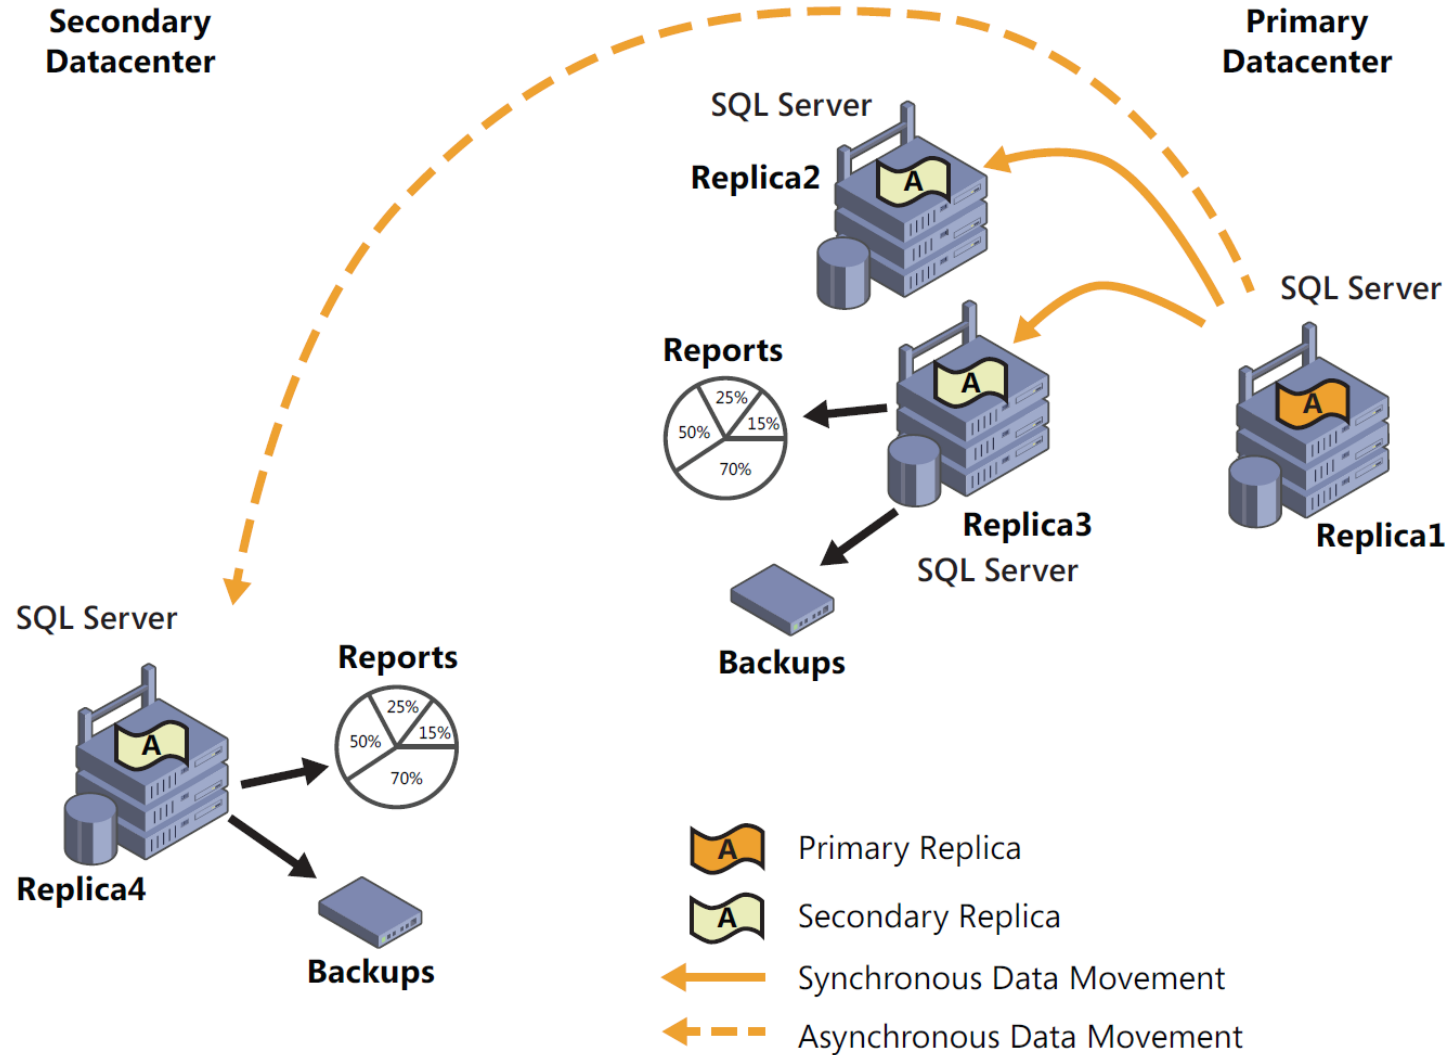 Secondary
Datacenter
Primary
Datacenter
SQL Server
Replica2
A
SQL Server
A
Replica1
Reports
25%
15%
50%
70%
A
Replica3
SQL Server
Backups
SQL Server
A
Replica4
Reports
25%
15%
50%
70%
Backups
A Primary Replica
A Secondary Replica
Synchronous Data Movement
Asynchronous Data Movement